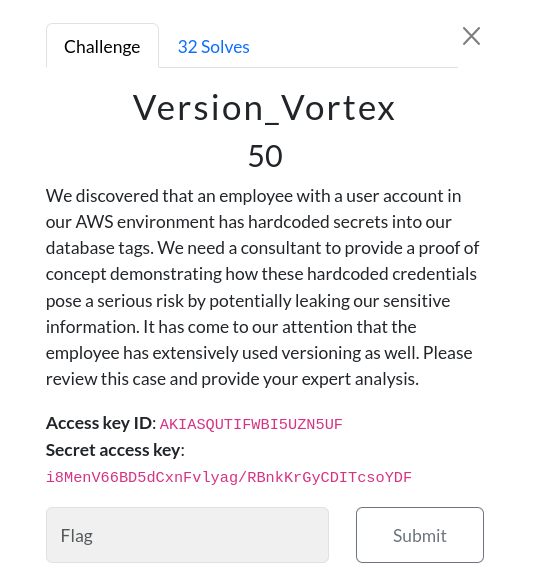 Challenge
32 Solves
Version_Vortex
50
We discovered that an employee with a user account in
our AWS environment has hardcoded secrets into our
database tags. We need a consultant to provide a proof of
concept demonstrating how these hardcoded credentials
pose a serious risk by potentially leaking our sensitive
information. It has come to our attention that the
employee has extensively used versioning as well. Please
review this case and provide your expert analysis.
Access key ID: AKIASQUTIFWBI5UZN5UF
Secret access key:
i8MenV66BD5dCxnFvlyag/RBnkKrGyCDITcsoYDF
Flag
Submit